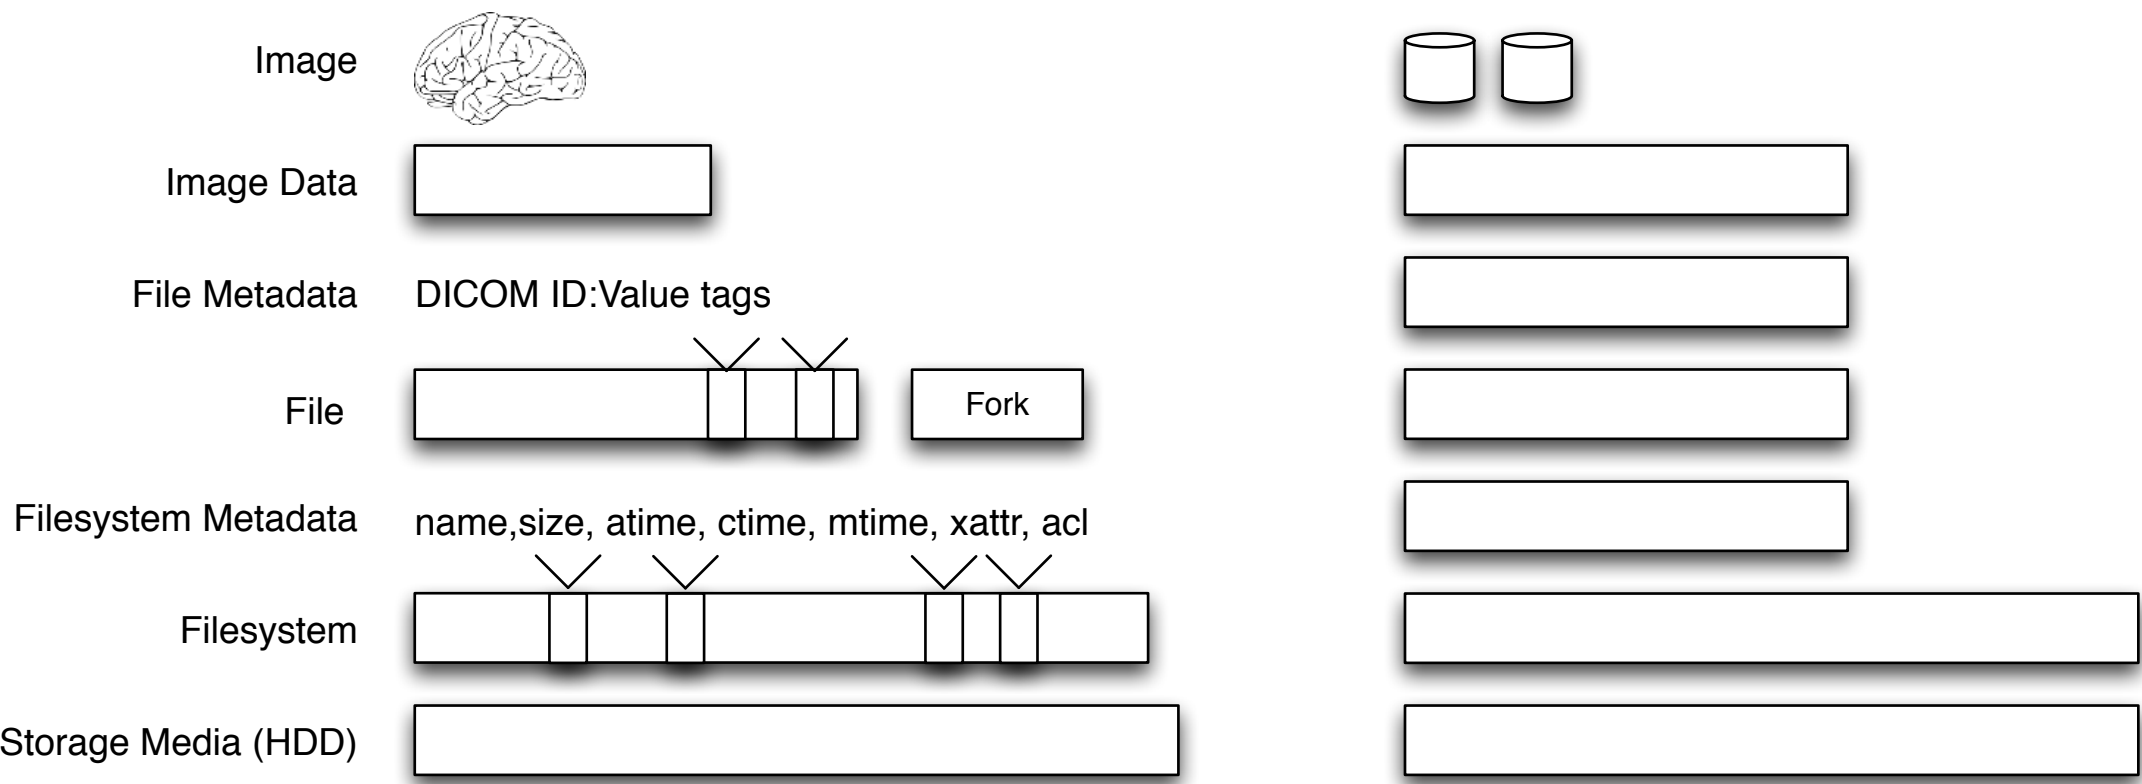 Image
Image Data
File Metadata DICOM ID:Value tags
File Fork
Filesystem Metadata name,size, atime, ctime, mtime, xattr, acl
Filesystem
Storage Media (HDD)